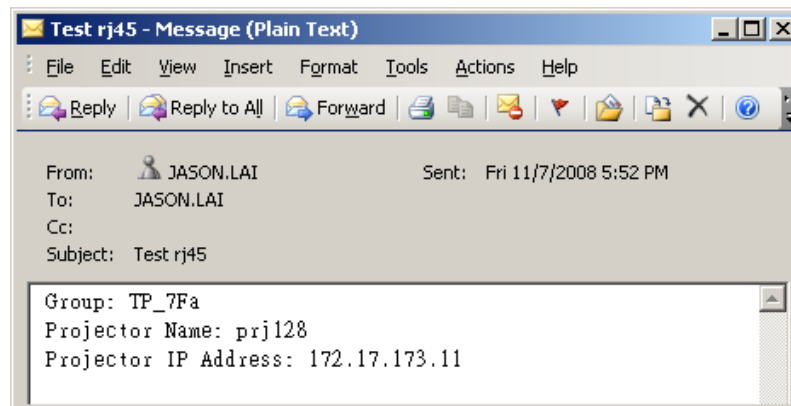 Test rj45 - Message (Plain Text)
File Edit View Insert Format Tools Actions Help
Reply Reply to All Forward
From: JASON.LAI Sent: Fri 11/7/2008 5:52 PM
To: JASON.LAI
Cc:
Subject: Test rj45
Group: TP_7Fa
Projector Name: prj128
Projector IP Address: 172.17.173.11